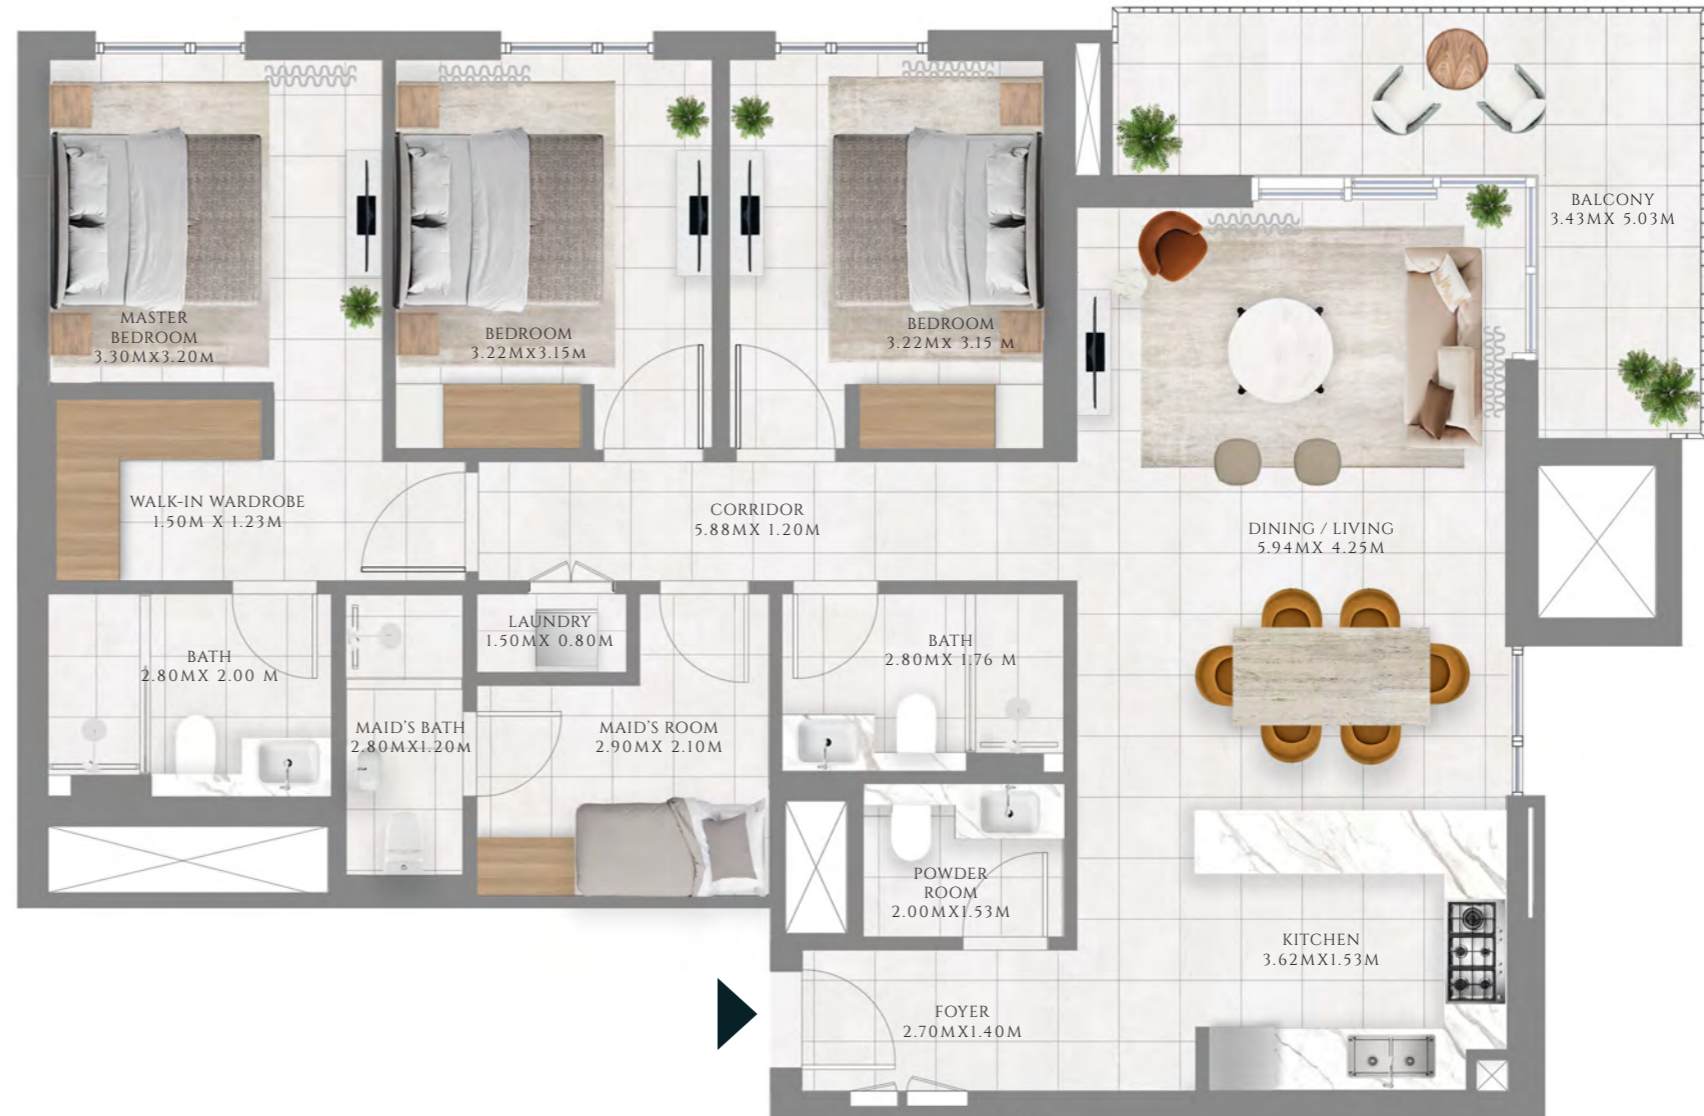 BALCONY
3.43MX 5.03M
MASTER
BEDROOM
3.30MX3.20M
BEDROOM
3.22MX3.15M
BEDROOM
3.22MX 3.15 M
WALK-IN WARDROBE
1.50M X 1.23M
CORRIDOR
5.88MX 1.20M
DINING / LIVING
5.94MX 4.25M
LAUNDRY
1.50MX 0.80M
BATH
2.80MX 2.00 M
BATH
2.80MX 1.76 M
MAID'S BATH
2.80MX1.20M
MAID'S ROOM
2.90MX 2.10M
POWDER
ROOM
2.00MX1.53M
KITCHEN
3.62MX1.53M
FOYER
2.70MX1.40M